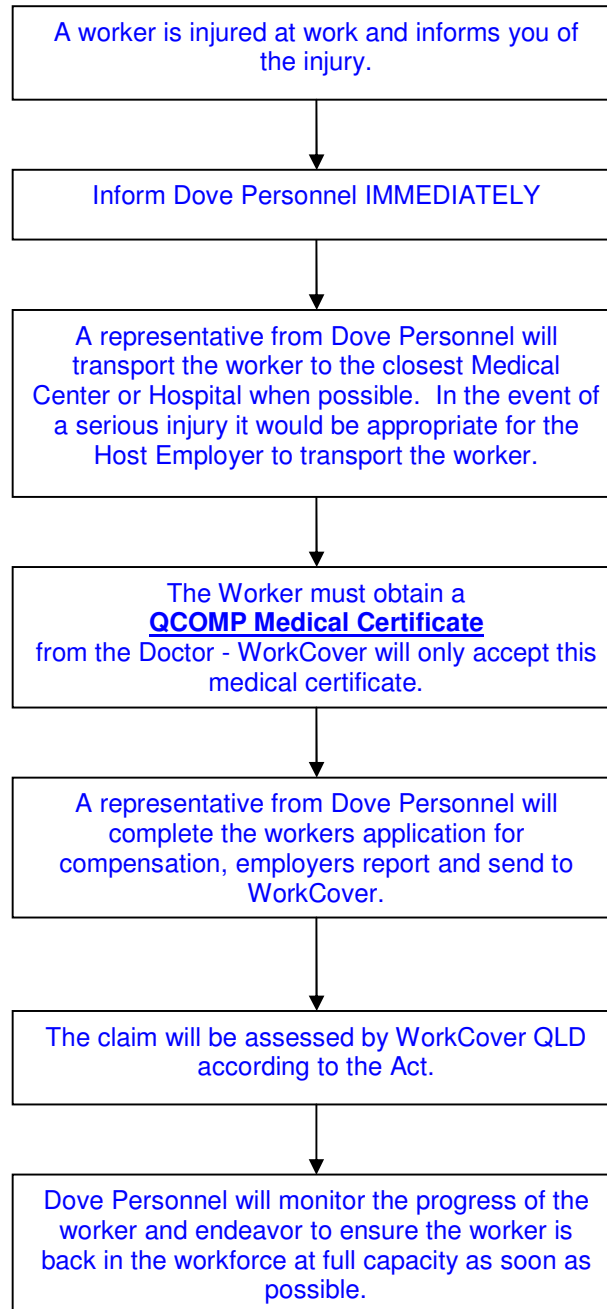 A worker is injured at work and informs you of
the injury.
Inform Dove Personnel IMMEDIATELY
A representative from Dove Personnel will
transport the worker to the closest Medical
Center or Hospital when possible.  In the event of
a serious injury it would be appropriate for the
Host Employer to transport the worker.
The Worker must obtain a
QCOMP Medical Certificate
from the Doctor - WorkCover will only accept this
medical certificate.
A representative from Dove Personnel will
complete the workers application for
compensation, employers report and send to
WorkCover.
The claim will be assessed by WorkCover QLD
according to the Act.
Dove Personnel will monitor the progress of the
worker and endeavor to ensure the worker is
back in the workforce at full capacity as soon as
possible.